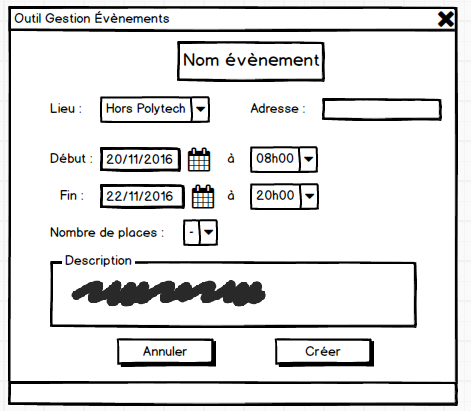 Outil Gestion Évènements
Nom évènement
Lieu : Hors Polytech Adresse :
Début : 20/11/2016 à 08h00
Fin : 22/11/2016 à 20h00
Nombre de places : -
Description
Annuler Créer